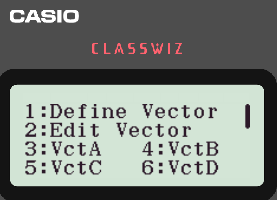 CASIO
CLASSWIZ
1:Define Vector
2:Edit Vector
3:VctA 4:VctB
5:VctC 6:VctD